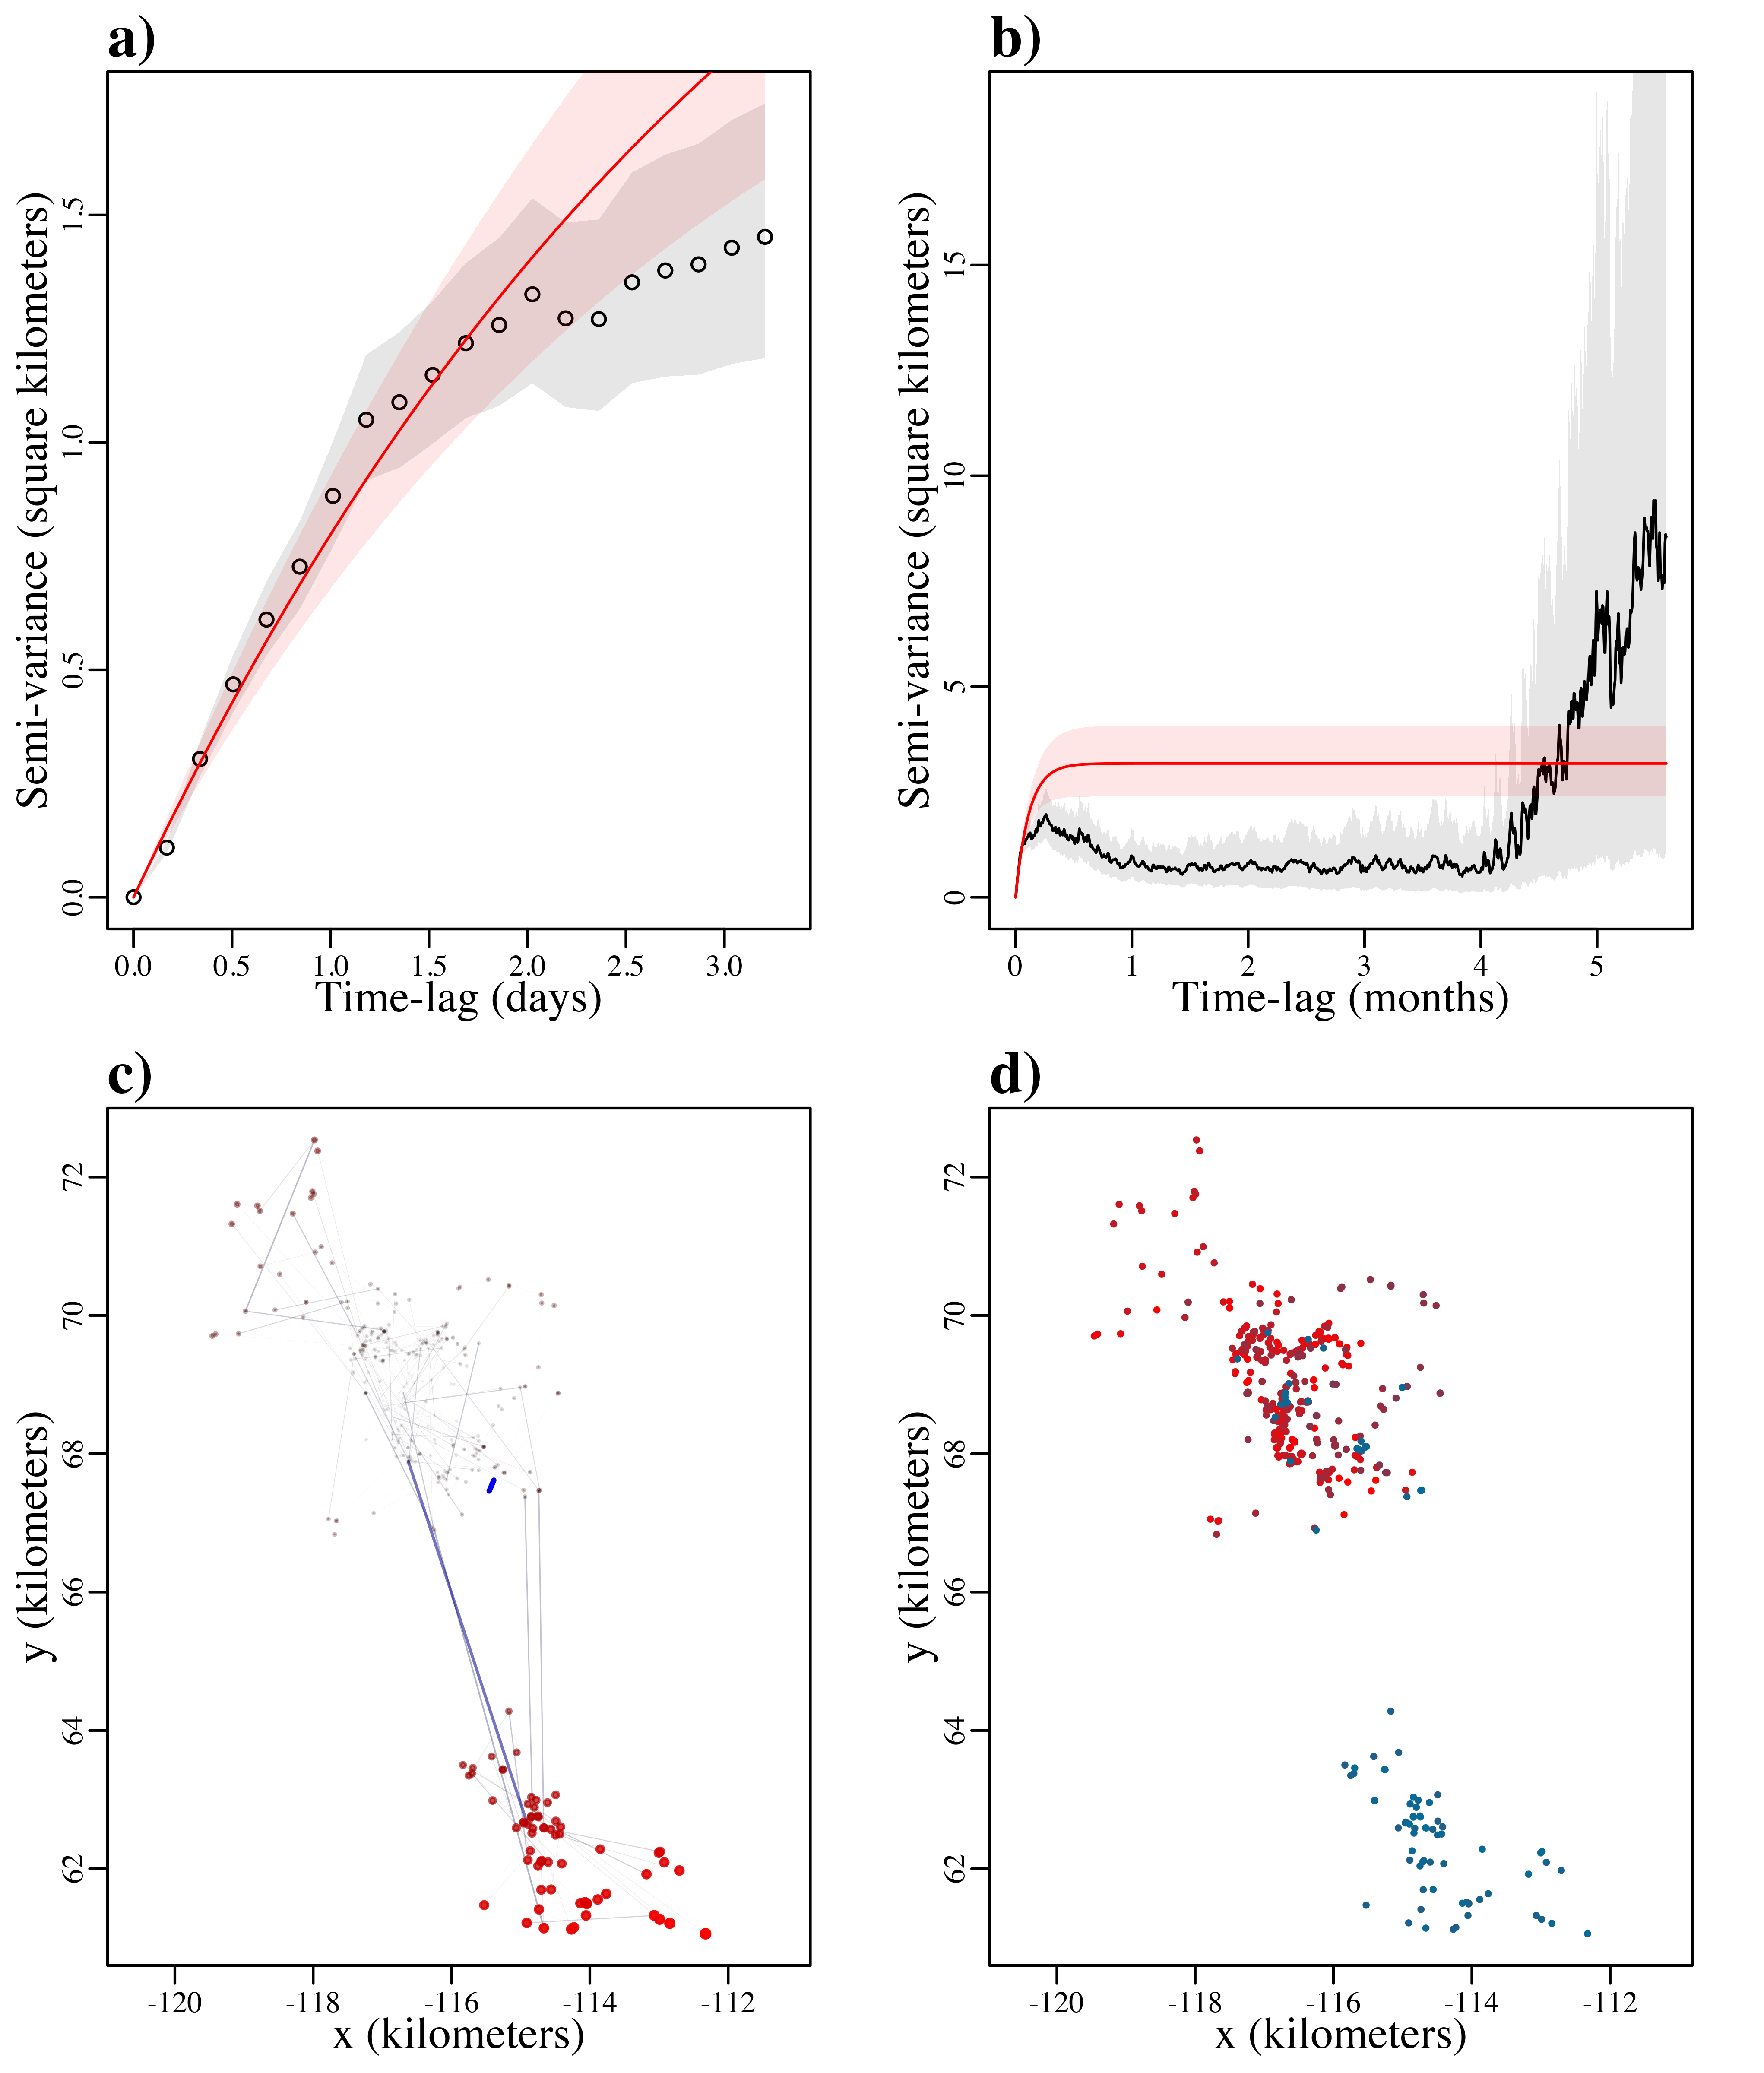 a)
Semi-variance (square kilometers)
0.0 0.5 1.0 1.5
0.0 0.5 1.0 1.5 2.0 2.5 3.0
Time-lag (days)
b)
Semi-variance (square kilometers)
0 5 10 15
0 1 2 3 4 5
Time-lag (months)
c)
y (kilometers)
62 64 66 68 70 72
-120 -118 -116 -114 -112
x (kilometers)
d)
y (kilometers)
62 64 66 68 70 72
-120 -118 -116 -114 -112
x (kilometers)